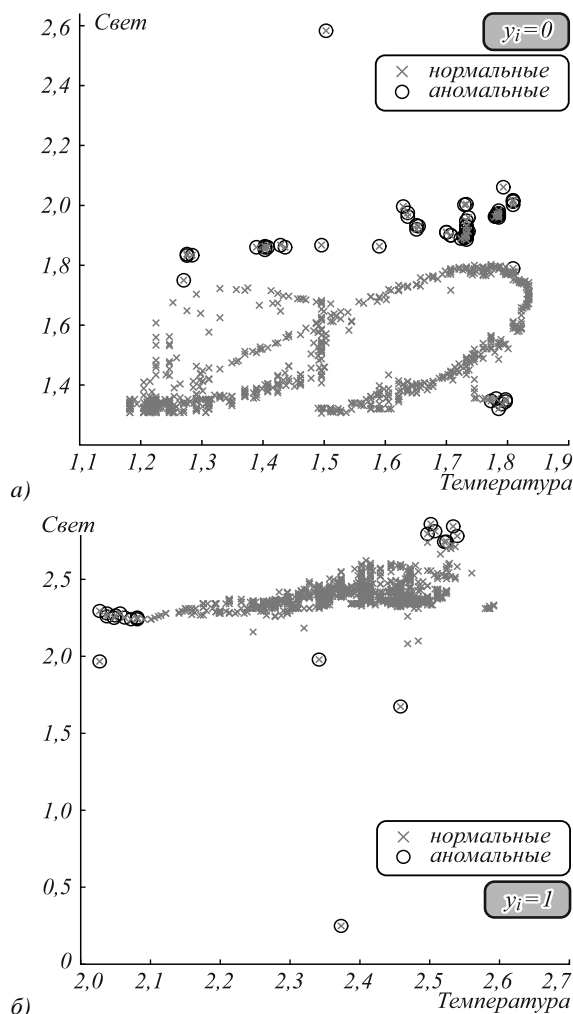 Свет
y_i=0
нормальные
аномальные
2,6
2,4
2,2
2,0
1,8
1,6
1,4
1,1 1,2 1,3 1,4 1,5 1,6 1,7 1,8 1,9
Температура
а)
Свет
2,5
2,0
1,5
1,0
0,5
0
нормальные
аномальные
y_i=1
2,0 2,1 2,2 2,3 2,4 2,5 2,6 2,7
Температура
б)